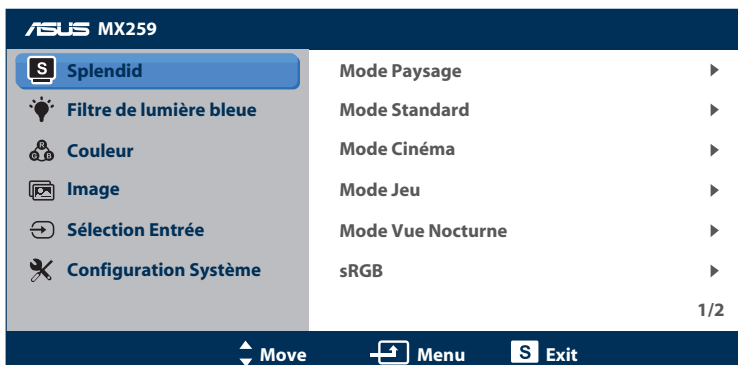 ASUS MX259
S Splendid
Filtre de lumière bleue
R G B Couleur
Image
Sélection Entrée
Configuration Système
Mode Paysage
Mode Standard
Mode Cinéma
Mode Jeu
Mode Vue Nocturne
sRGB
1/2
Move Menu S Exit